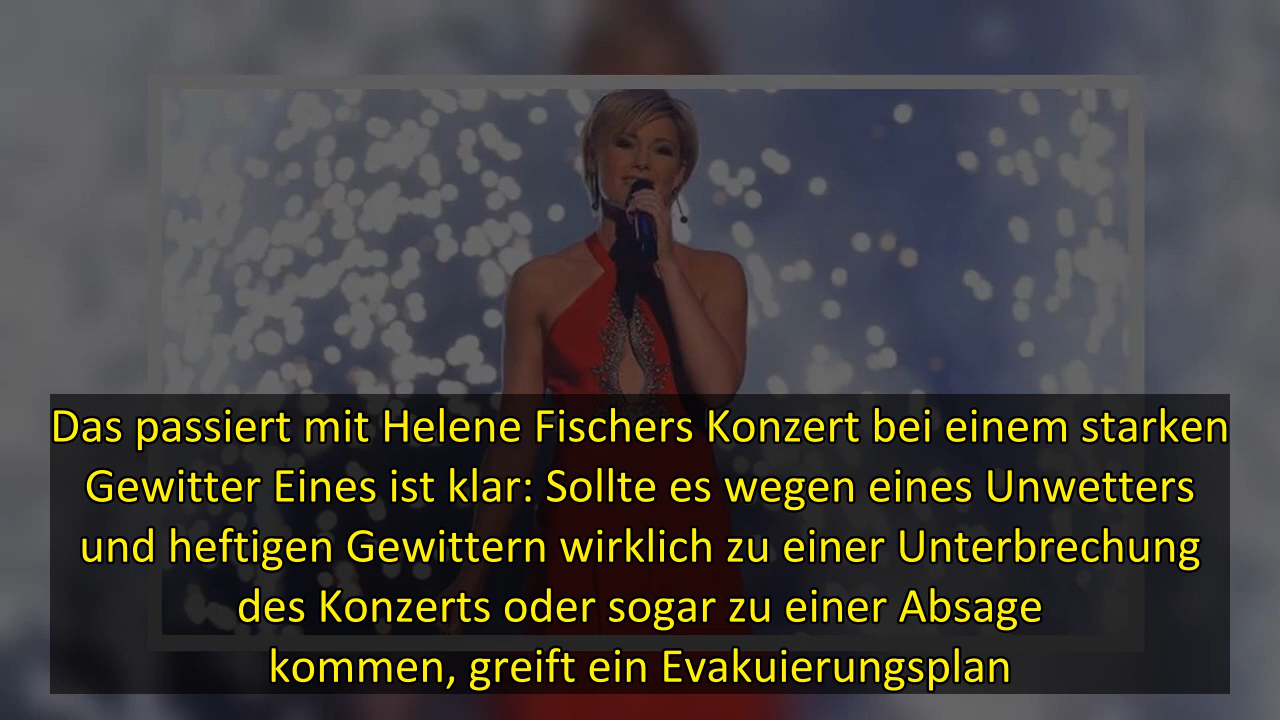 Das passiert mit Helene Fischers Konzert bei einem starken
Gewitter Eines ist klar: Sollte es wegen eines Unwetters
und heftigen Gewittern wirklich zu einer Unterbrechung
des Konzerts oder sogar zu einer Absage
kommen, greift ein Evakuierungsplan